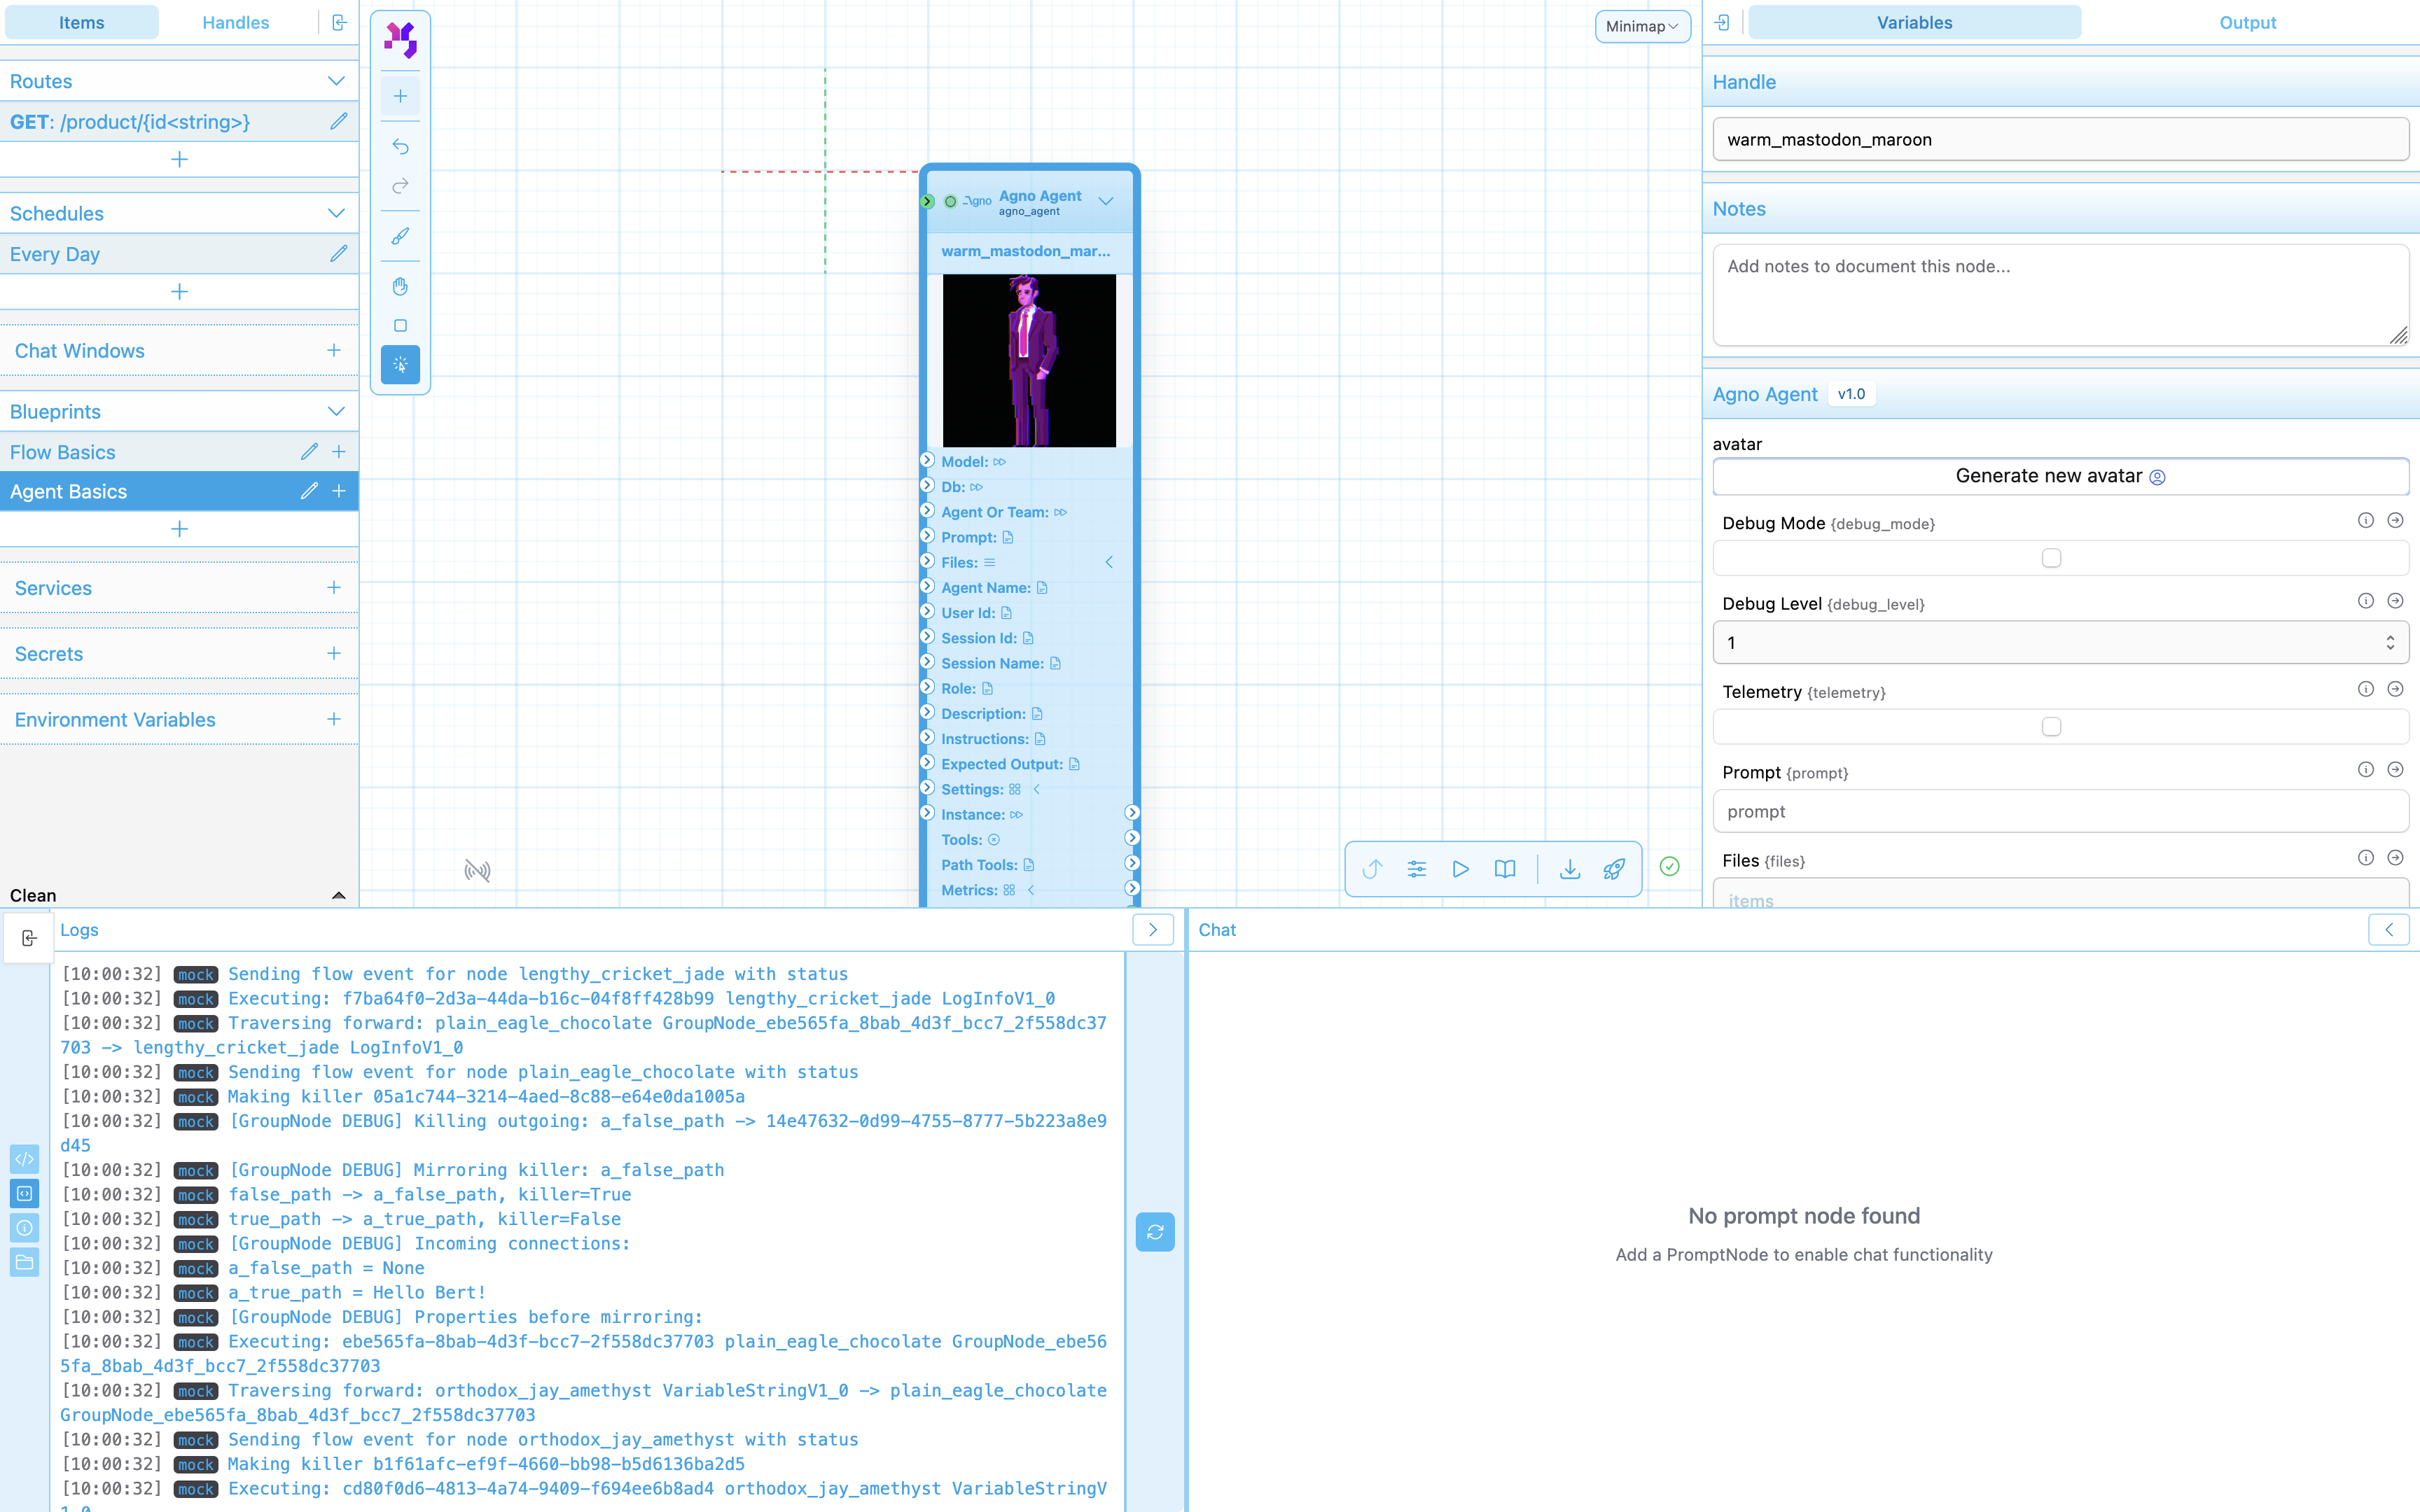 Items
Handles
Routes
GET: /product/{id<string>}
Schedules
Every Day
Chat Windows
Blueprints
Flow Basics
Agent Basics
Services
Secrets
Environment Variables
Clean
Minimap
Agno
Agno Agent
agno_agent
warm_mastodon_mar...
Model:
Db:
Agent Or Team:
Prompt:
Files:
Agent Name:
User Id:
Session Id:
Session Name:
Role:
Description:
Instructions:
Expected Output:
Settings:
Instance:
Tools:
Path Tools:
Metrics:
Variables
Output
Handle
warm_mastodon_maroon
Notes
Add notes to document this node...
Agno Agent v1.0
avatar
Generate new avatar
Debug Mode {debug_mode}
Debug Level {debug_level}
1
Telemetry {telemetry}
Prompt {prompt}
prompt
Files {files}
items
Logs
[10:00:32] mock Sending flow event for node lengthy_cricket_jade with status
[10:00:32] mock Executing: f7ba64f0-2d3a-44da-b16c-04f8ff428b99 lengthy_cricket_jade LogInfoV1_0
[10:00:32] mock Traversing forward: plain_eagle_chocolate GroupNode_ebe565fa_8bab_4d3f_bcc7_2f558dc37
703 -> lengthy_cricket_jade LogInfoV1_0
[10:00:32] mock Sending flow event for node plain_eagle_chocolate with status
[10:00:32] mock Making killer 05a1c744-3214-4aed-8c88-e64e0da1005a
[10:00:32] mock [GroupNode DEBUG] Killing outgoing: a_false_path -> 14e47632-0d99-4755-8777-5b223a8e9
d45
[10:00:32] mock [GroupNode DEBUG] Mirroring killer: a_false_path
[10:00:32] mock false_path -> a_false_path, killer=True
[10:00:32] mock true_path -> a_true_path, killer=False
[10:00:32] mock [GroupNode DEBUG] Incoming connections:
[10:00:32] mock a_false_path = None
[10:00:32] mock a_true_path = Hello Bert!
[10:00:32] mock [GroupNode DEBUG] Properties before mirroring:
[10:00:32] mock Executing: ebe565fa-8bab-4d3f-bcc7-2f558dc37703 plain_eagle_chocolate GroupNode_ebe56
5fa_8bab_4d3f_bcc7_2f558dc37703
[10:00:32] mock Traversing forward: orthodox_jay_amethyst VariableStringV1_0 -> plain_eagle_chocolate
GroupNode_ebe565fa_8bab_4d3f_bcc7_2f558dc37703
[10:00:32] mock Sending flow event for node orthodox_jay_amethyst with status
[10:00:32] mock Making killer b1f61afc-ef9f-4660-bb98-b5d6136ba2d5
[10:00:32] mock Executing: cd80f0d6-4813-4a74-9409-f694ee6b8ad4 orthodox_jay_amethyst VariableStringV
1_0
Chat
No prompt node found
Add a PromptNode to enable chat functionality